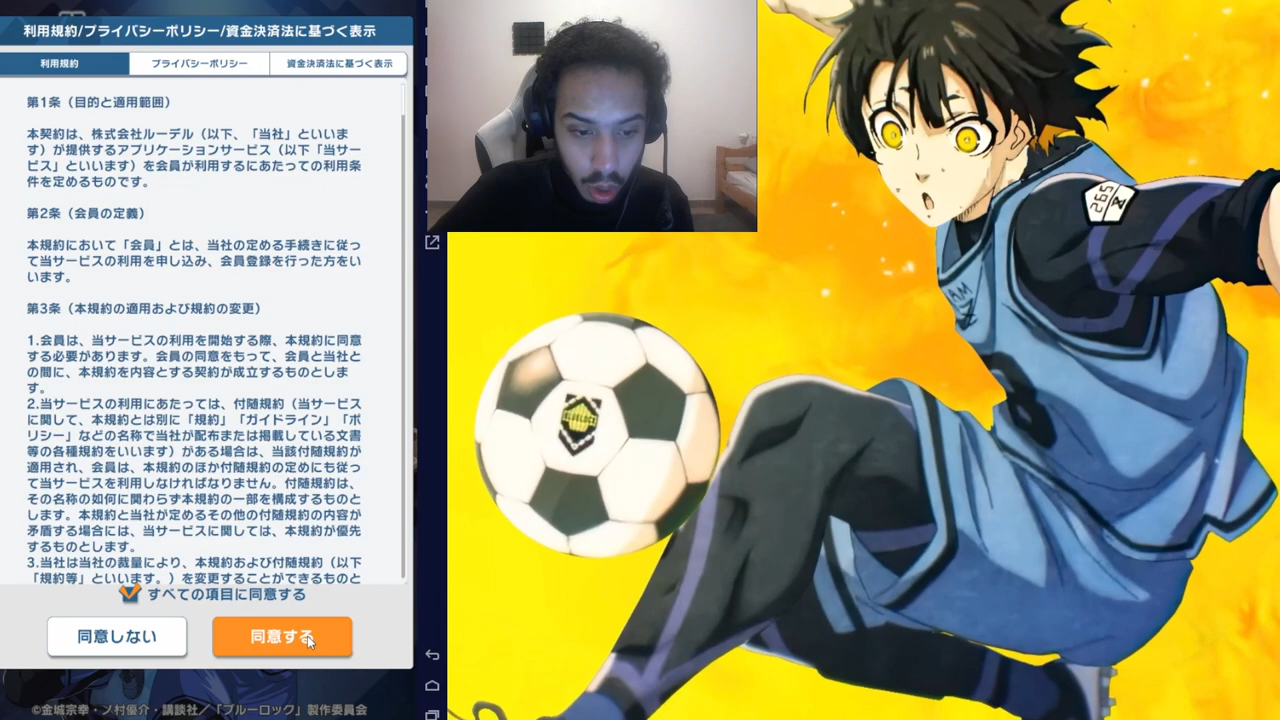 利用規約/プライバシーポリシー/資金決済法に基づく表示
利用規約
プライバシーポリシー
資金決済法に基づく表示
第1条（目的と適用範囲）
本契約は、株式会社ルーデル（以下、「当社」といいま
す）が提供するアプリケーションサービス（以下「当サー
ビス」といいます）を会員が利用するにあたっての利用条
件を定めるものです。
第2条（会員の定義）
本規約において「会員」とは、当社の定める手続きに従っ
て当サービスの利用を申し込み、会員登録を行った方をい
います。
第3条（本規約の適用および規約の変更）
1.会員は、当サービスの利用を開始する際、本規約に同意
する必要があります。会員の同意をもって、会員と当社と
の間に、本規約を内容とする契約が成立するものとしま
す。
2.当サービスの利用にあたっては、付随規約（当サービス
に関して、本規約とは別に「規約」「ガイドライン」「ポ
リシー」などの名称で当社が配布または掲載している文書
等の各種規約をいいます）がある場合は、当該付随規約が
適用され、会員は、本規約のほか付随規約の定めにも従っ
て当サービスを利用しなければなりません。付随規約は、
その名称の如何に関わらず本規約の一部を構成するものと
します。本規約と当社が定めるその他の付随規約の内容が
矛盾する場合には、当サービスに関しては、本規約が優先
するものとします。
3.当社は当社の裁量により、本規約および付随規約（以下
「規約等」といいます。）を変更することができるものと
すべての項目に同意する
同意しない
同意する
©金城宗幸・ノ村優介・講談社／「ブルーロック」製作委員会
BLUELOCK
Z